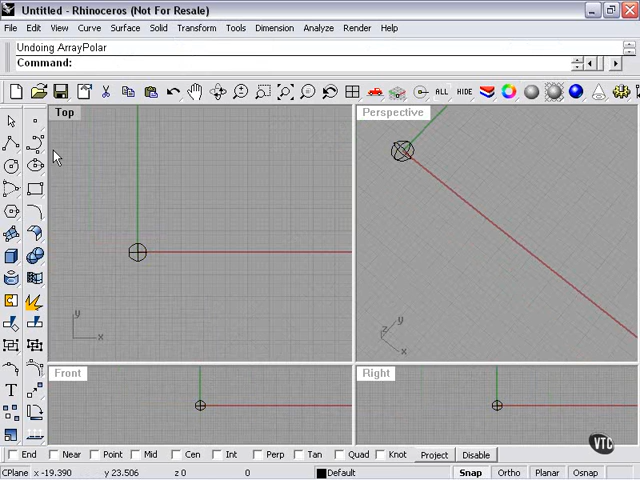 Untitled - Rhinoceros (Not For Resale)
File Edit View Curve Surface Solid Transform Tools Dimension Analyze Render Help
Undoing ArrayPolar
Command:
ALL HIDE
Top
Perspective
y
x
z y
x
Front
Right
T
End Near Point Mid Cen Int Perp Tan Quad Knot Project Disable
CPlane x -19.390 y 23.506 z 0 0 Default Snap Ortho Planar Osnap
VTC